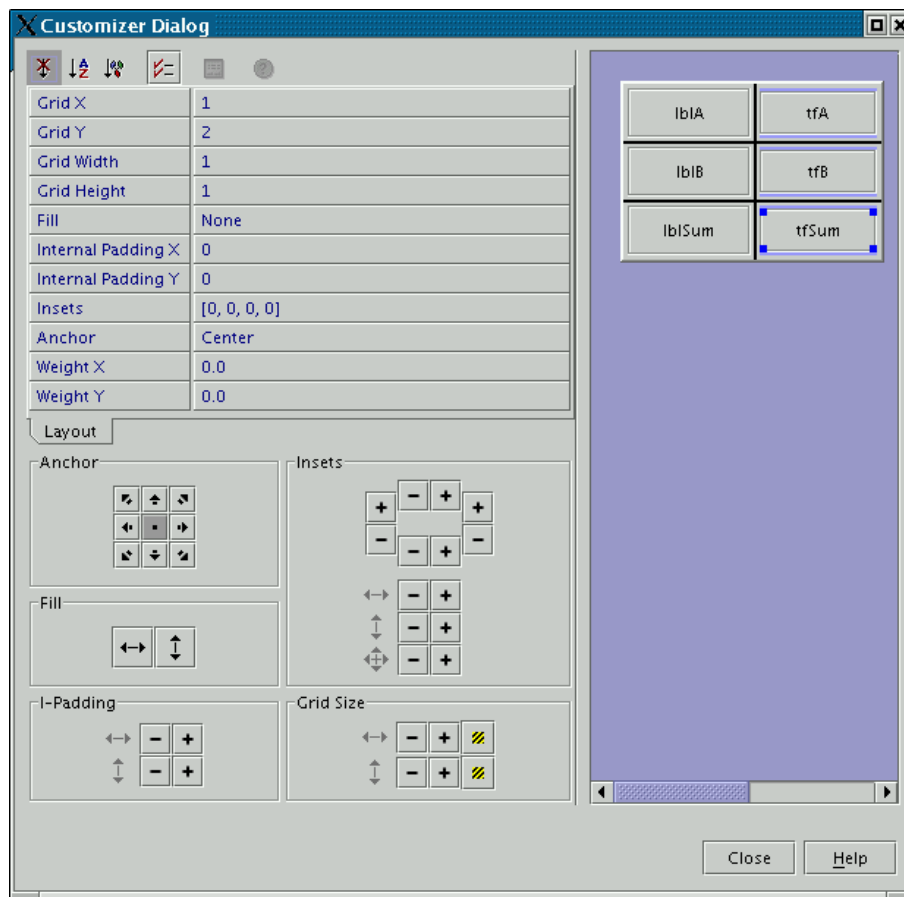 Customizer Dialog
Grid X 1
Grid Y 2
Grid Width 1
Grid Height 1
Fill None
Internal Padding X 0
Internal Padding Y 0
Insets [0, 0, 0, 0]
Anchor Center
Weight X 0.0
Weight Y 0.0
Layout
Anchor
Insets
Fill
I-Padding
Grid Size
lblA tfA
lblB tfB
lblSum tfSum
Close Help